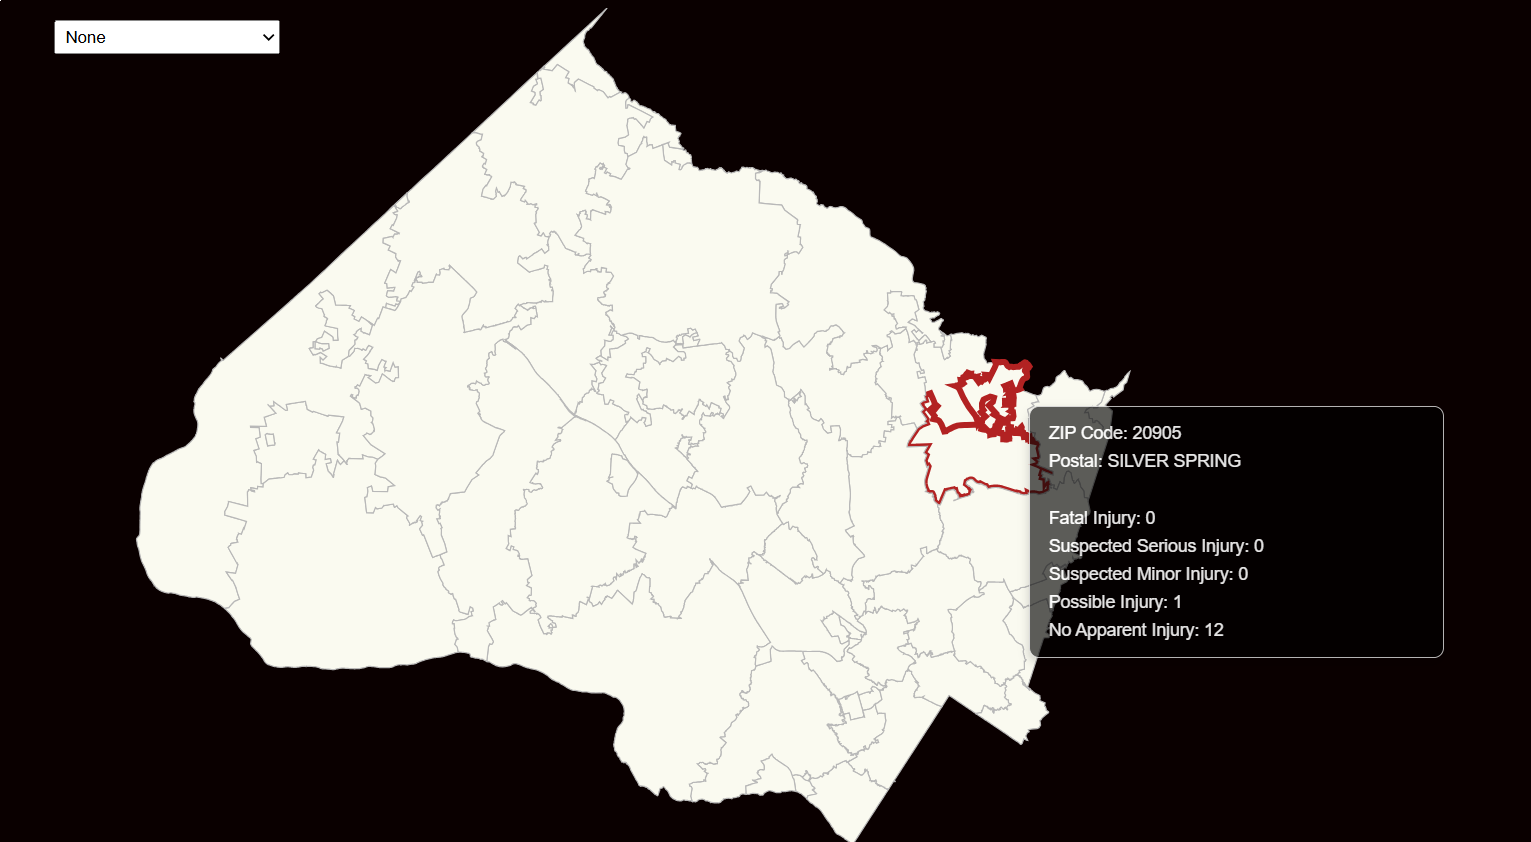 None
ZIP Code: 20905
Postal: SILVER SPRING
Fatal Injury: 0
Suspected Serious Injury: 0
Suspected Minor Injury: 0
Possible Injury: 1
No Apparent Injury: 12